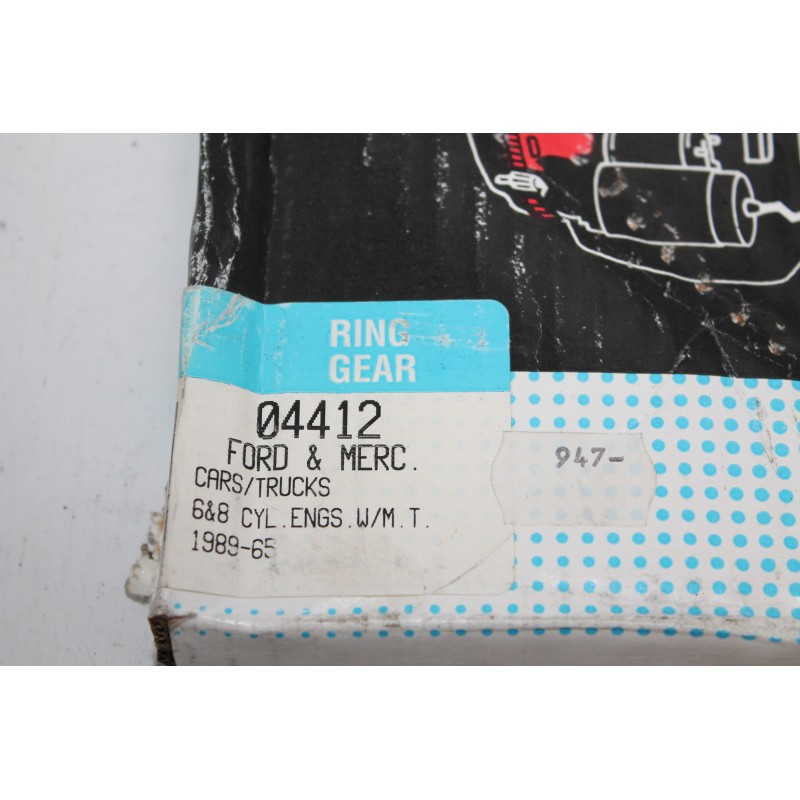 RING
GEAR
04412
FORD & MERC.
CARS/TRUCKS
6&8 CYL.ENGS.W/M.T.
1989-65
947-